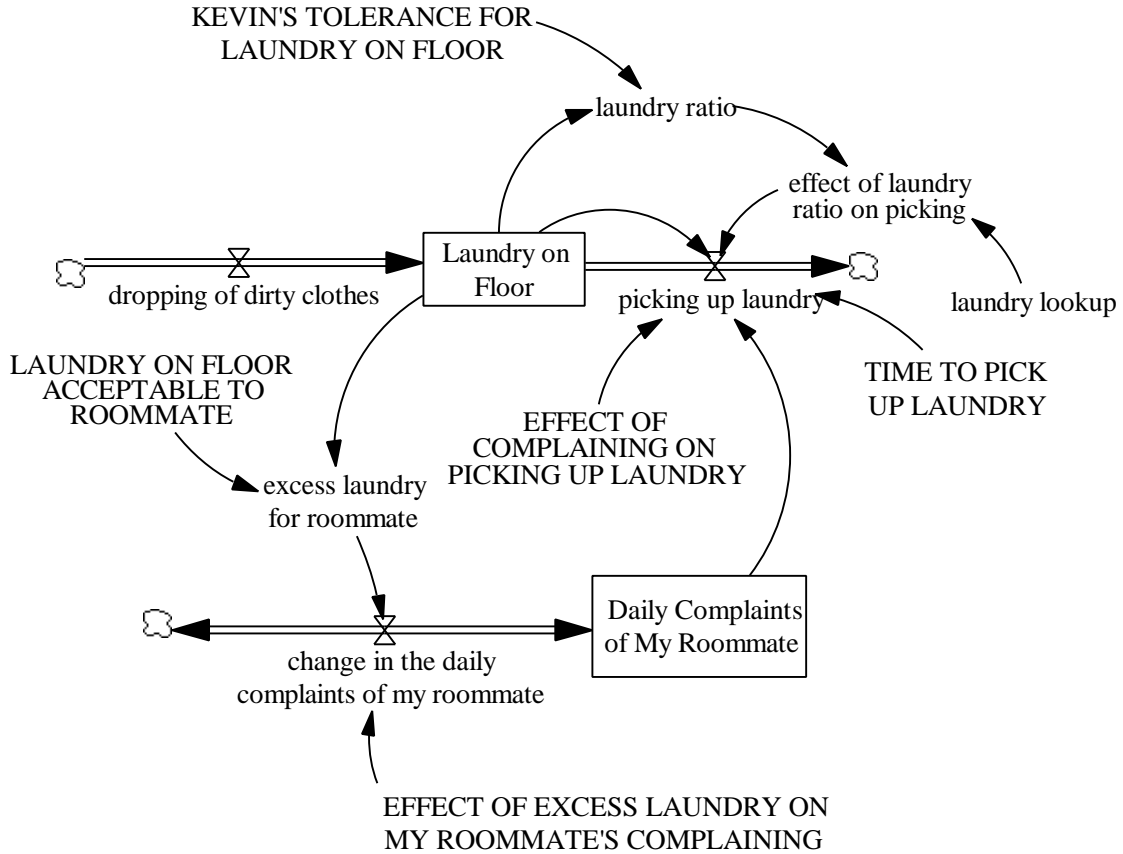 KEVIN'S TOLERANCE FOR
LAUNDRY ON FLOOR
laundry ratio
effect of laundry
ratio on picking
Laundry on
Floor
dropping of dirty clothes
picking up laundry
laundry lookup
LAUNDRY ON FLOOR
ACCEPTABLE TO
ROOMMATE
TIME TO PICK
UP LAUNDRY
EFFECT OF
COMPLAINING ON
PICKING UP LAUNDRY
excess laundry
for roommate
Daily Complaints
of My Roommate
change in the daily
complaints of my roommate
EFFECT OF EXCESS LAUNDRY ON
MY ROOMMATE'S COMPLAINING